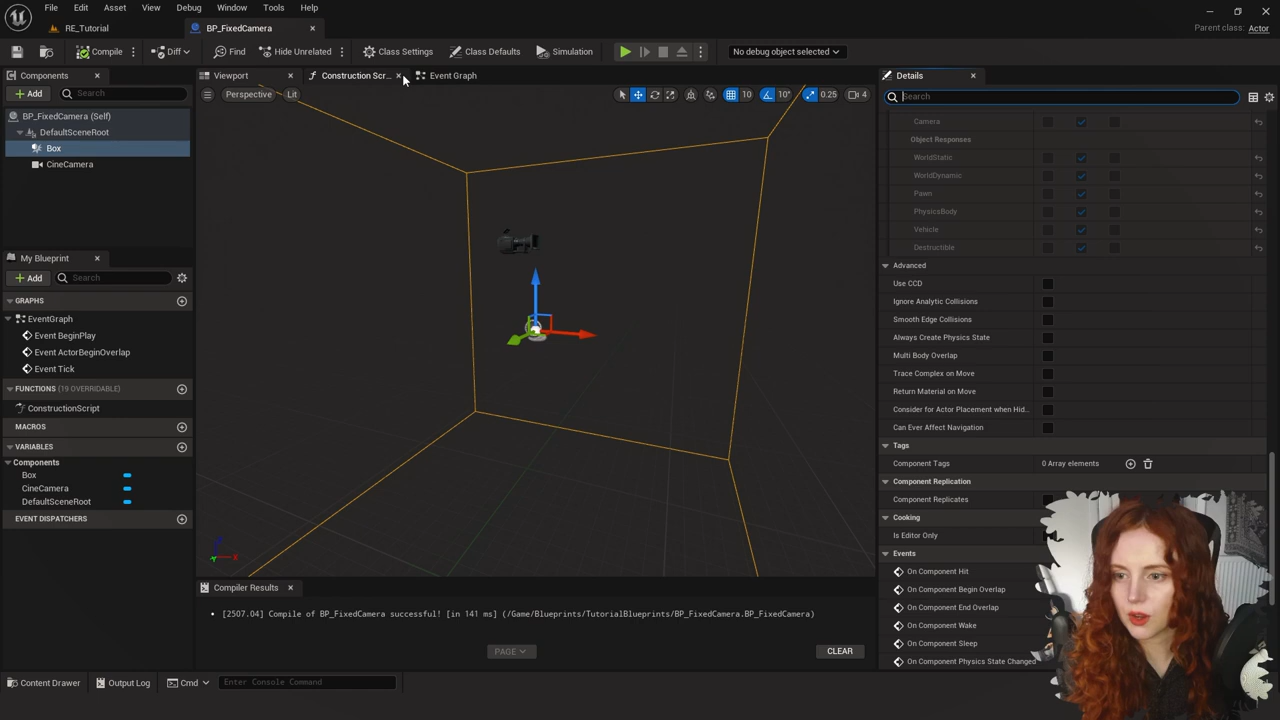 File Edit Asset View Debug Window Tools Help
RE_Tutorial
BP_FixedCamera
Parent class: Actor
Compile
Diff
Find
Hide Unrelated
Class Settings
Class Defaults
Simulation
No debug object selected
Components
Add
Search
BP_FixedCamera (Self)
DefaultSceneRoot
Box
CineCamera
My Blueprint
Add
Search
GRAPHS
EventGraph
Event BeginPlay
Event ActorBeginOverlap
Event Tick
FUNCTIONS (19 OVERRIDABLE)
ConstructionScript
MACROS
VARIABLES
Components
Box
CineCamera
DefaultSceneRoot
EVENT DISPATCHERS
Viewport
Construction Scr...
Event Graph
Perspective
Lit
10
10°
0.25
4
Z
X
Y
Compiler Results
[2507.04] Compile of BP_FixedCamera successful! [in 141 ms] (/Game/Blueprints/TutorialBlueprints/BP_FixedCamera.BP_FixedCamera)
PAGE
CLEAR
Details
Search
Camera
Object Responses
WorldStatic
WorldDynamic
Pawn
PhysicsBody
Vehicle
Destructible
Advanced
Use CCD
Ignore Analytic Collisions
Smooth Edge Collisions
Always Create Physics State
Multi Body Overlap
Trace Complex on Move
Return Material on Move
Consider for Actor Placement when Hid...
Can Ever Affect Navigation
Tags
Component Tags
0 Array elements
Component Replication
Component Replicates
Cooking
Is Editor Only
Events
On Component Hit
On Component Begin Overlap
On Component End Overlap
On Component Wake
On Component Sleep
On Component Physics State Changed
Content Drawer
Output Log
Cmd
Enter Console Command